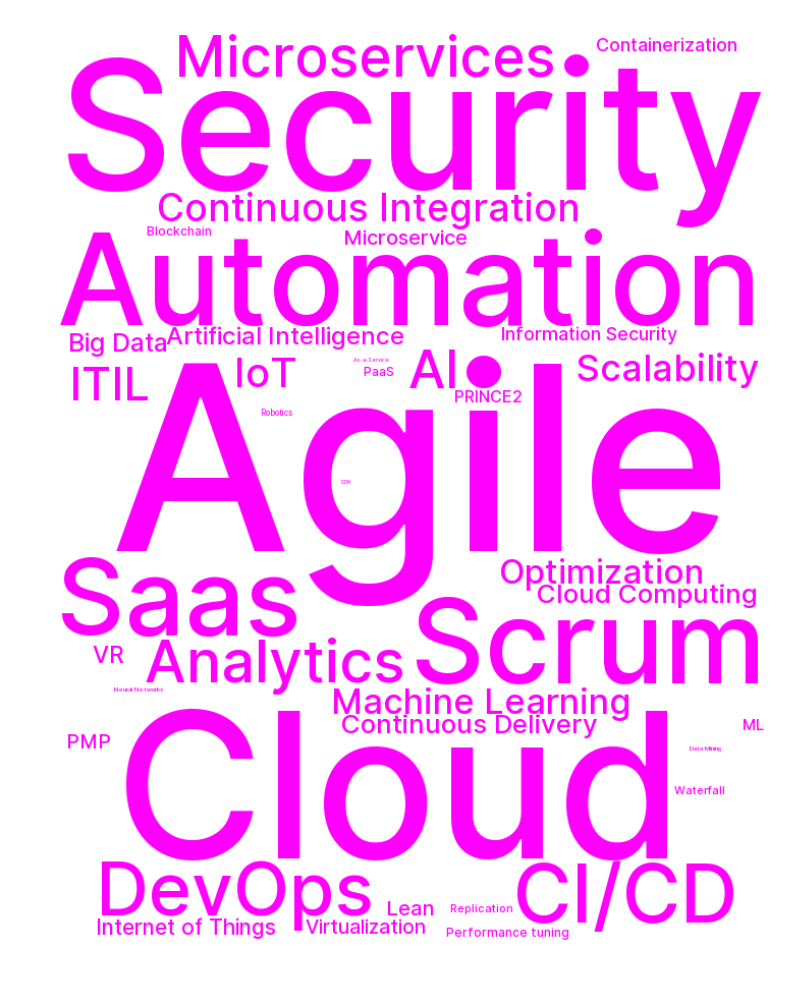 Microservices
Containerization
Security
Continuous Integration
Blockchain
Microservice
Automation
Big Data
Artificial Intelligence
Information Security
ITIL
IoT
As-a-Service
PaaS
AI
Scalability
PRINCE2
Robotics
Agile
SDN
Saas
Optimization
Cloud Computing
Scrum
VR
Analytics
Neural Networks
Machine Learning
Continuous Delivery
ML
PMP
Data Mining
Cloud
Waterfall
DevOps
CI/CD
Lean
Replication
Internet of Things
Virtualization
Performance tuning